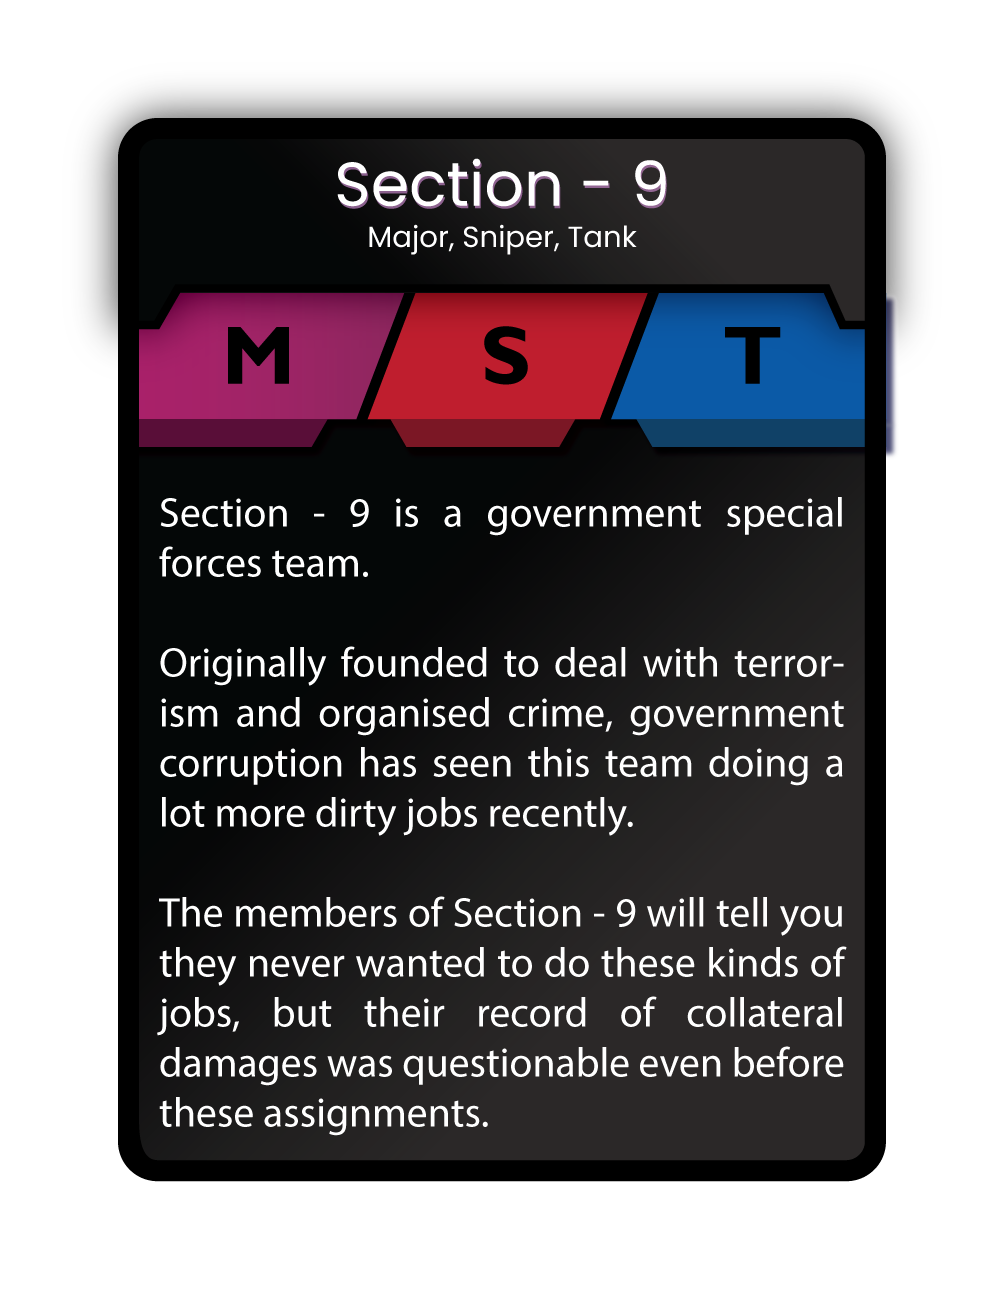 Section - 9
Major, Sniper, Tank
M S T
Section - 9 is a government special
forces team.
Originally founded to deal with terror-
ism and organised crime, government
corruption has seen this team doing a
lot more dirty jobs recently.
The members of Section - 9 will tell you
they never wanted to do these kinds of
jobs, but their record of collateral
damages was questionable even before
these assignments.